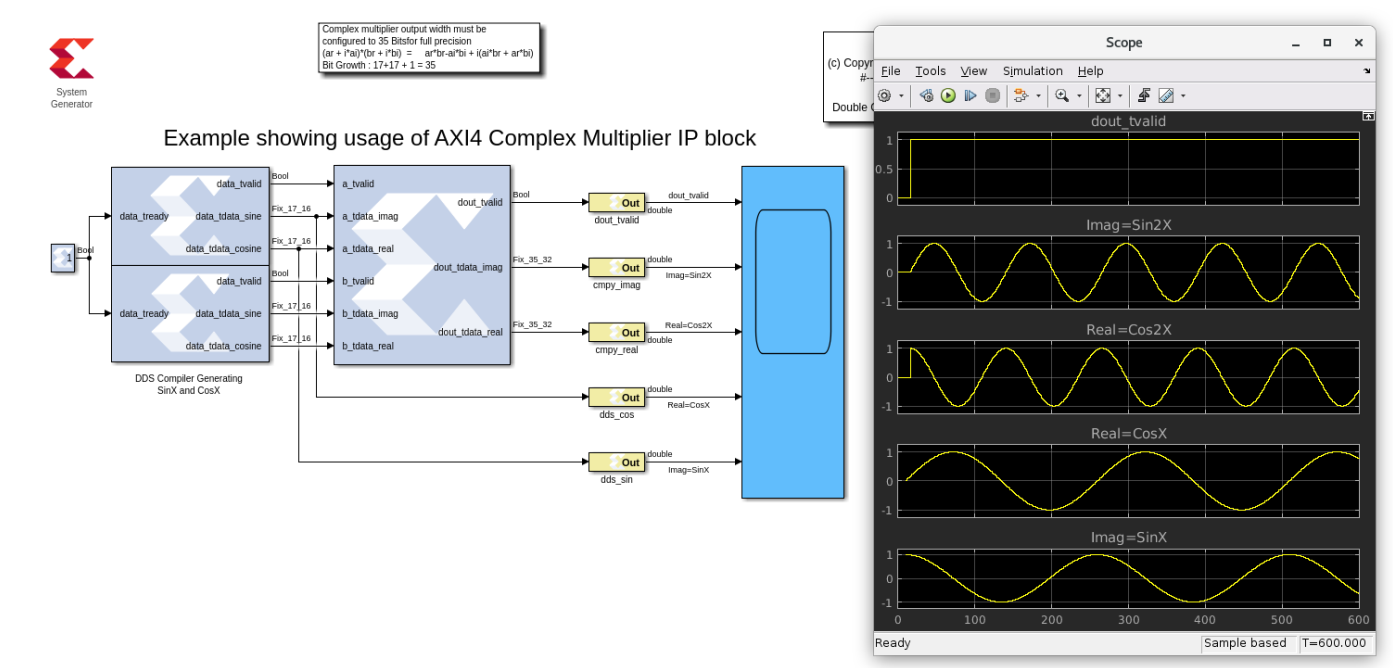 Complex multiplier output width must be
configured to 35 Bitsfor full precision
(ar + i*ai)*(br + i*bi) = ar*br-ai*bi + i(ai*br + ar*bi)
Bit Growth : 17+17 + 1 = 35
System
Generator
(c) Copyr
#--
Double
Example showing usage of AXI4 Complex Multiplier IP block
1
Bool
data_tready
data_tvalid
data_tdata_sine
data_tdata_cosine
data_tready
data_tvalid
data_tdata_sine
data_tdata_cosine
Bool
Fix_17_16
Fix_17_16
Bool
Fix_17_16
Fix_17_16
a_tvalid
a_tdata_imag
a_tdata_real
b_tvalid
b_tdata_imag
b_tdata_real
dout_tvalid
dout_tdata_imag
dout_tdata_real
Bool
Fix_35_32
Fix_35_32
Out
dout_tvalid
dout_tvalid
double
Out
cmpy_imag
double
Imag=Sin2X
Out
cmpy_real
Real=Cos2X
double
Out
dds_cos
double
Real=CosX
Out
dds_sin
double
Imag=SinX
DDS Compiler Generating
SinX and CosX
Scope
File Tools View Simulation Help
dout_tvalid
1
0.5
0
Imag=Sin2X
1
0
-1
Real=Cos2X
1
0
-1
Real=CosX
1
0
-1
Imag=SinX
1
0
-1
0 100 200 300 400 500 600
Ready Sample based T=600.000